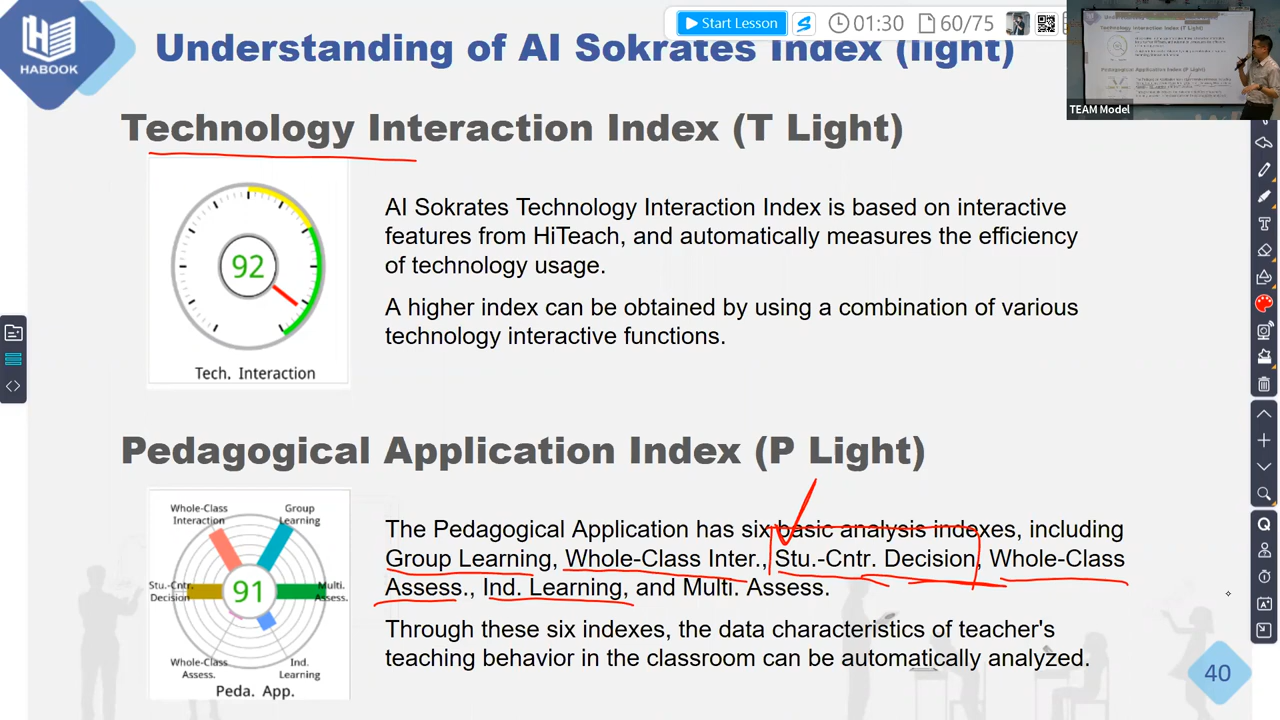 HABOOK
Start Lesson
01:30
60/75
Understanding of AI Sokrates Index (light)
TEAM Model
Technology Interaction Index (T Light)
92
Tech. Interaction
AI Sokrates Technology Interaction Index is based on interactive
features from HiTeach, and automatically measures the efficiency
of technology usage.
A higher index can be obtained by using a combination of various
technology interactive functions.
Pedagogical Application Index (P Light)
Whole-Class
Interaction
Group
Learning
Stu.-Cntr.
Decision
91
Multi.
Assess.
Whole-Class
Assess.
Ind.
Learning
Peda. App.
The Pedagogical Application has six basic analysis indexes, including
Group Learning, Whole-Class Inter., Stu.-Cntr. Decision, Whole-Class
Assess., Ind. Learning, and Multi. Assess.
Through these six indexes, the data characteristics of teacher's
teaching behavior in the classroom can be automatically analyzed.
40